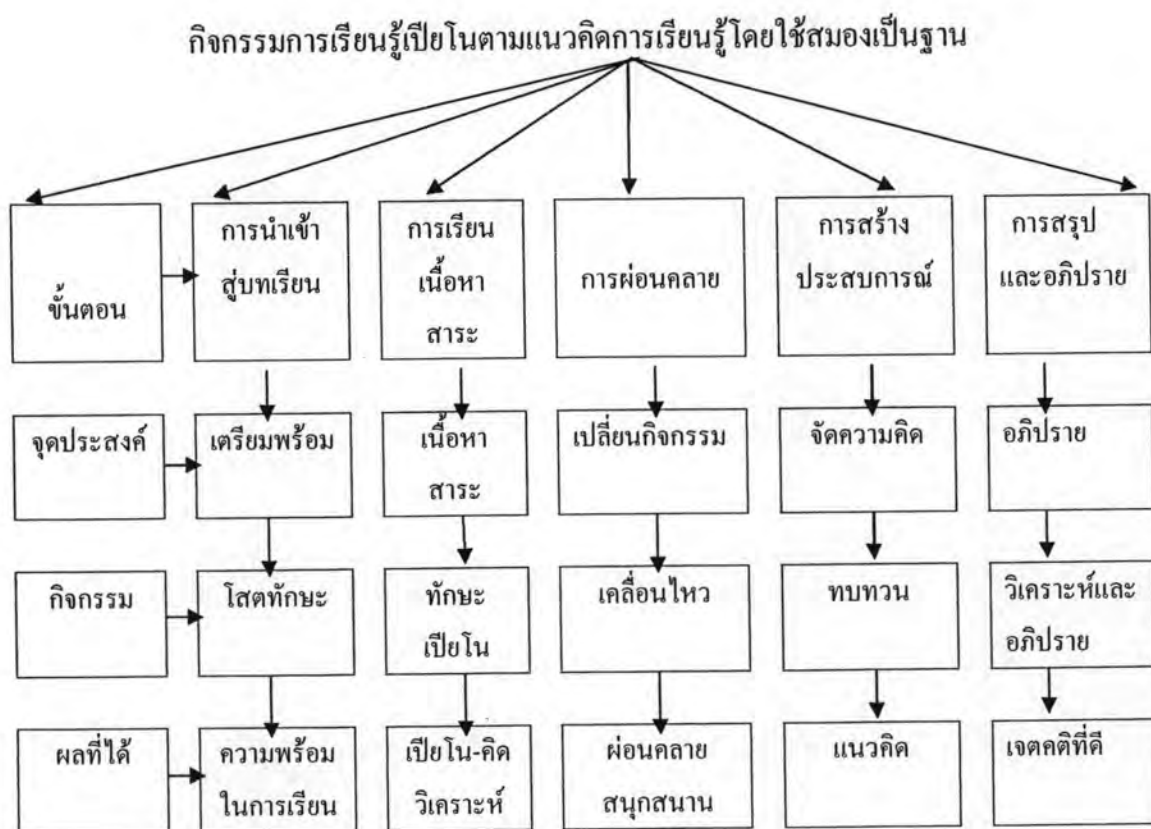 กิจกรรมการเรียนรู้เปียโนตามแนวคิดการเรียนรู้โดยใช้สมองเป็นฐาน
ขั้นตอน
การนำเข้า
สู่บทเรียน
การเรียน
เนื้อหา
สาระ
การผ่อนคลาย
การสร้าง
ประสบการณ์
การสรุป
และอภิปราย
จุดประสงค์
เตรียมพร้อม
เนื้อหา
สาระ
เปลี่ยนกิจกรรม
จัดความคิด
อภิปราย
กิจกรรม
โสตทักษะ
ทักษะ
เปียโน
เคลื่อนไหว
ทบทวน
วิเคราะห์และ
อภิปราย
ผลที่ได้
ความพร้อม
ในการเรียน
เปียโน-คิด
วิเคราะห์
ผ่อนคลาย
สนุกสนาน
แนวคิด
เจตคติที่ดี